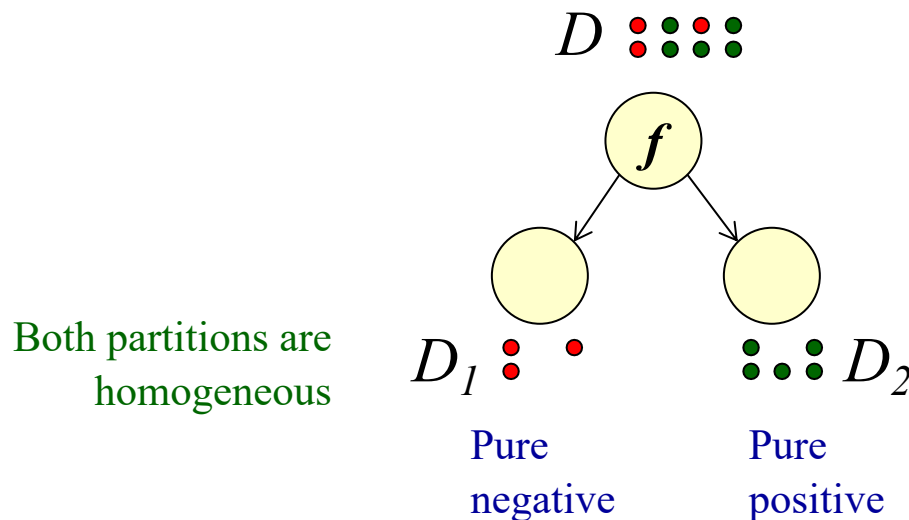 D
f
Both partitions are
homogeneous
D1
D2
Pure
negative
Pure
positive